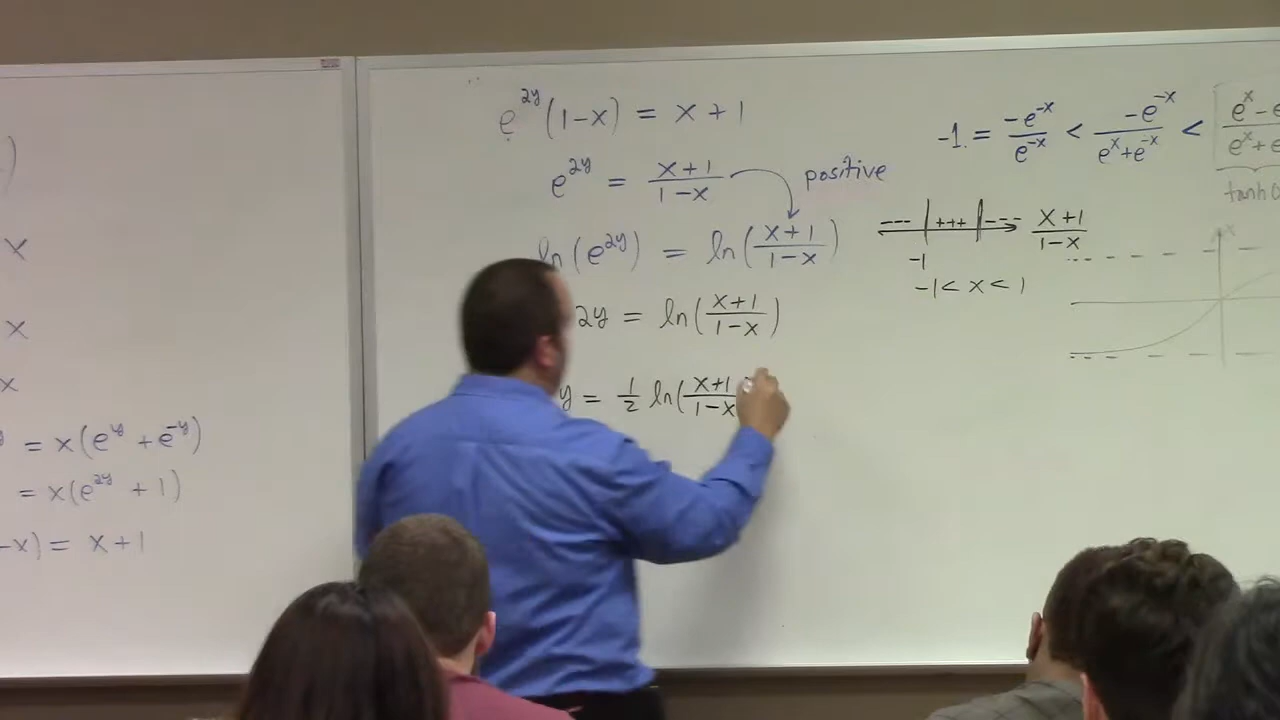 )
x
x
x
y = x(e^y + e^-y)
= x(e^2y + 1)
-x) = x+1
e^2y (1-x) = x+1
e^2y = x+1/1-x
positive
ln(e^2y) = ln(x+1/1-x)
2y = ln(x+1/1-x)
y = 1/2 ln(x+1/1-x
-1 = -e^-x/e^-x < -e^-x/e^x+e^-x < e^x - e/e^x + e
tanh
--- | +++ | --- x+1/1-x
-1
-1 < x < 1